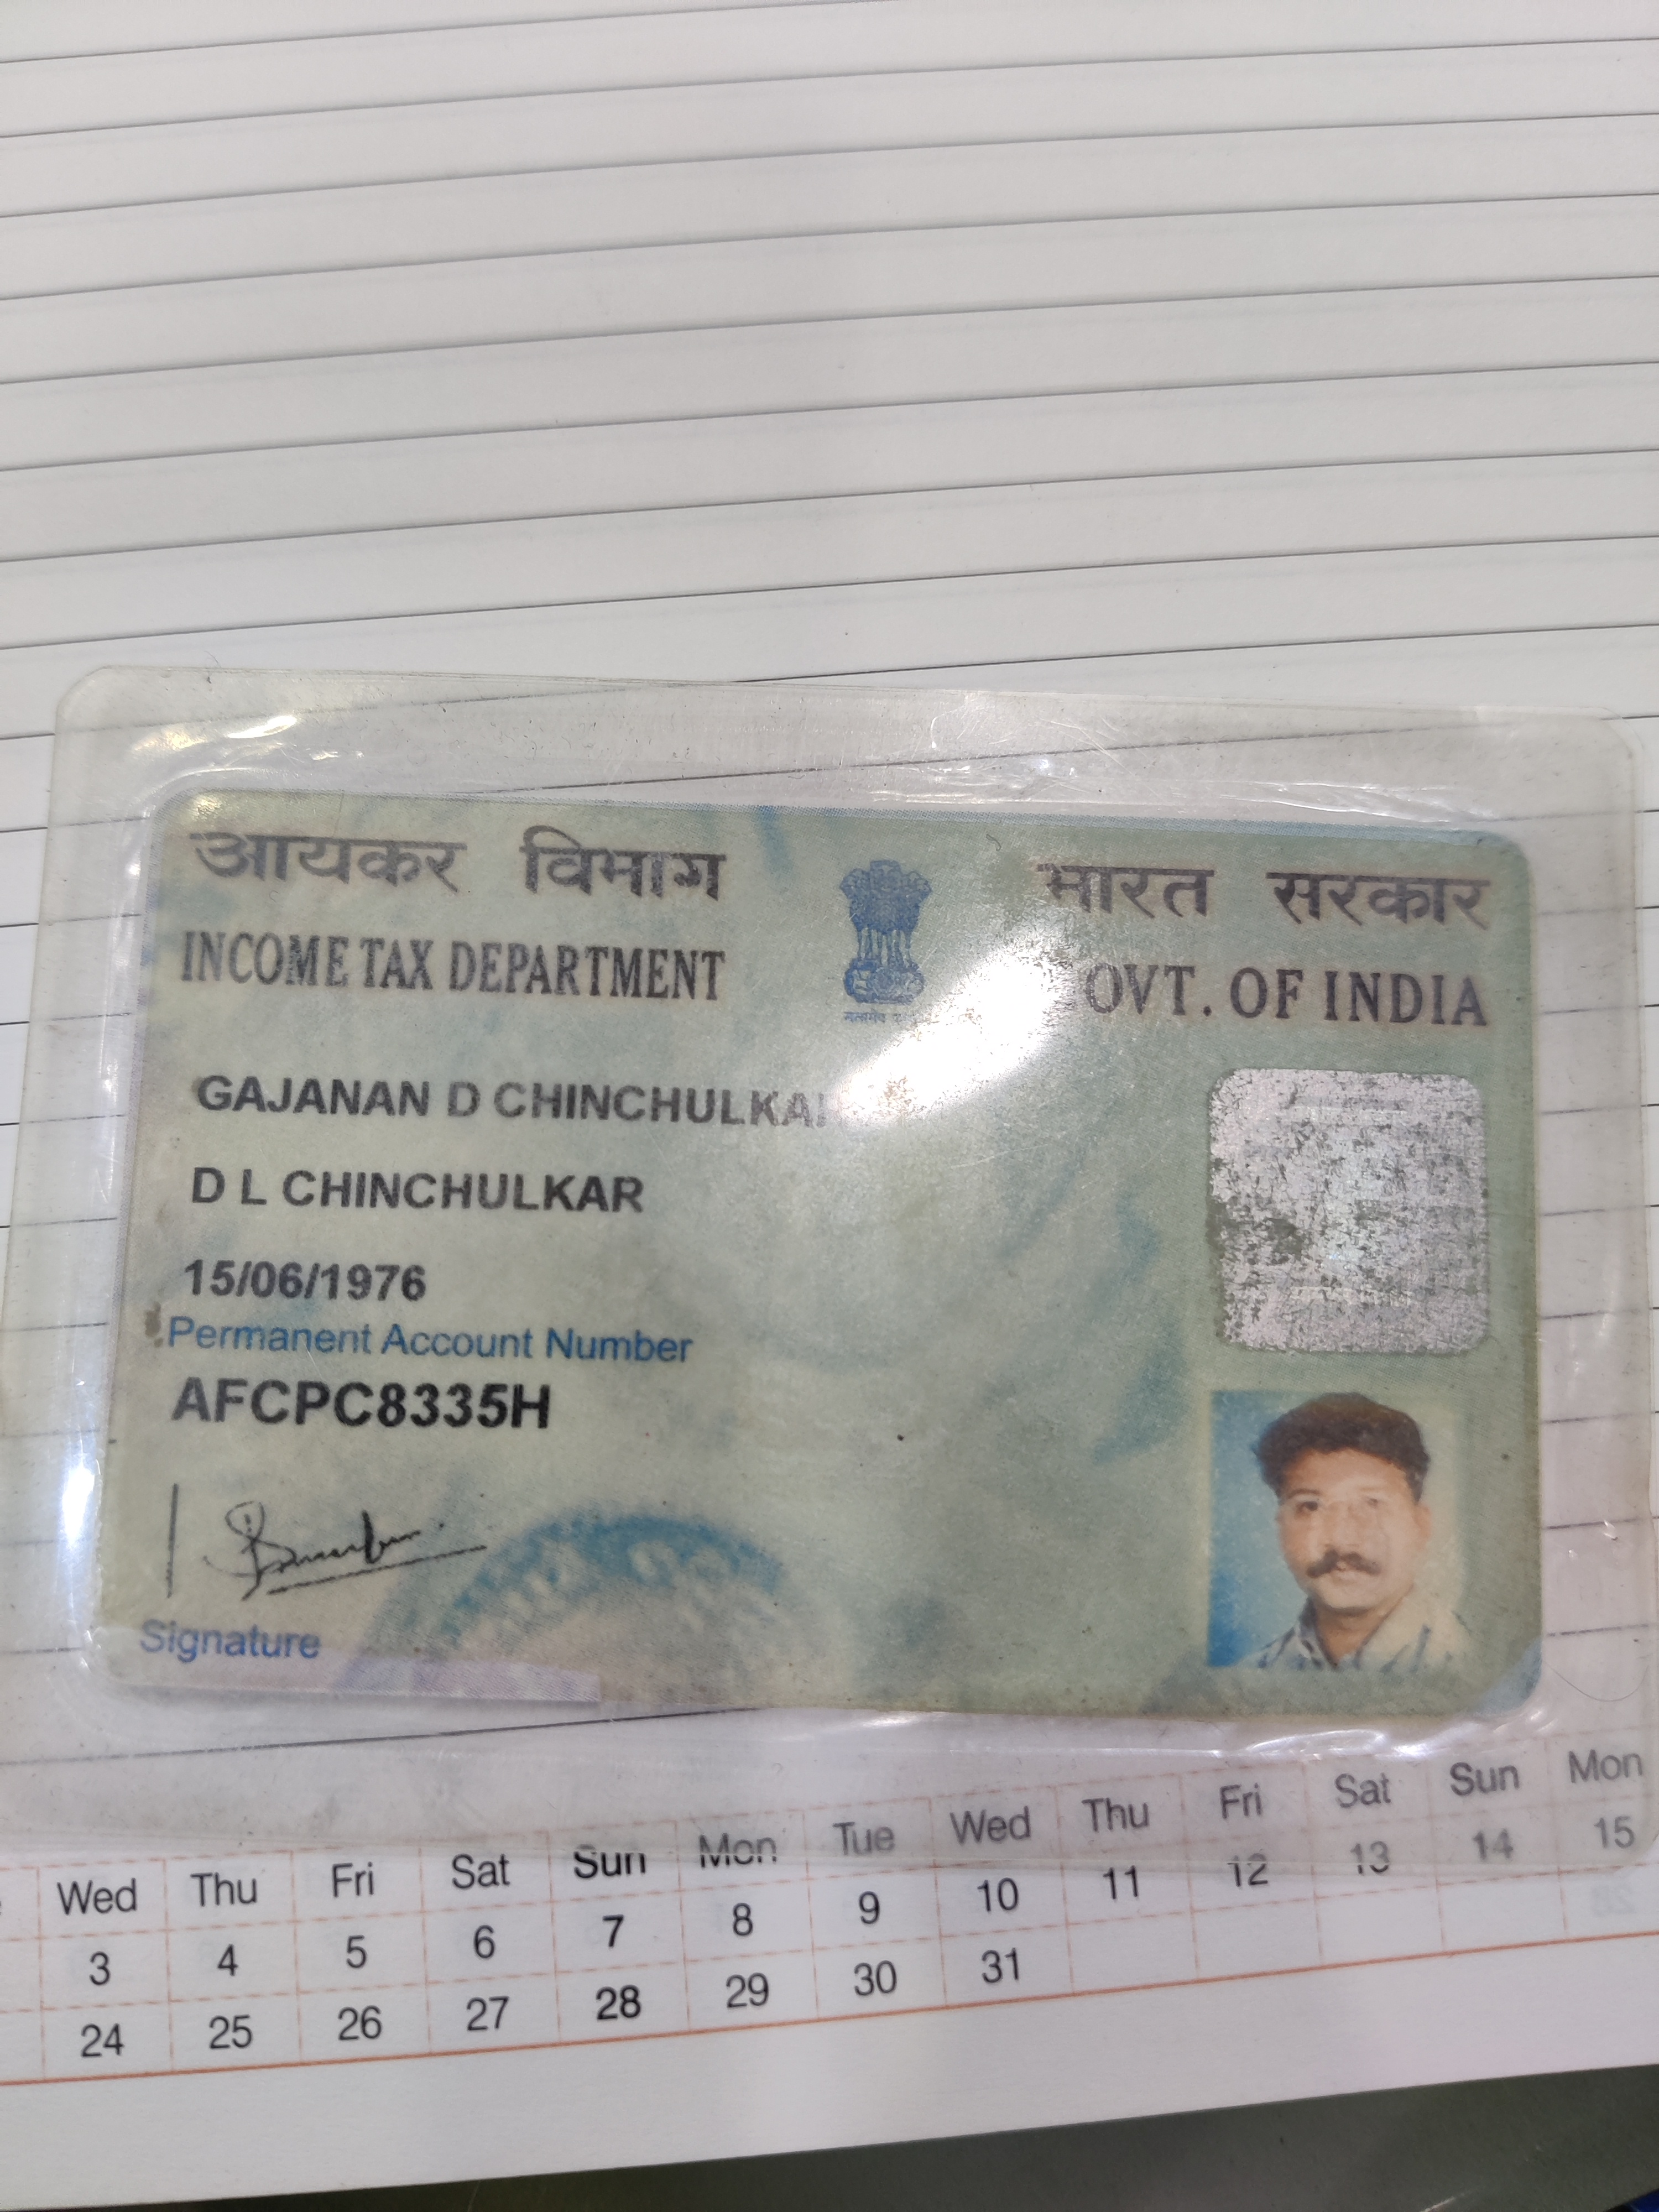 आयकर विभाग
INCOME TAX DEPARTMENT
भारत सरकार
OVT. OF INDIA
GAJANAN D
D L CHINCHULKAR
15/06/1976
Permanent Account Number
AFCPC8335H
Signature
Wed Thu Fri Sat Sun Mon Tue Wed Thu Fri Sat Sun Mon
3 4 5 6 7 8 9 10 11 12 13 14 15
24 25 26 27 28 29 30 31